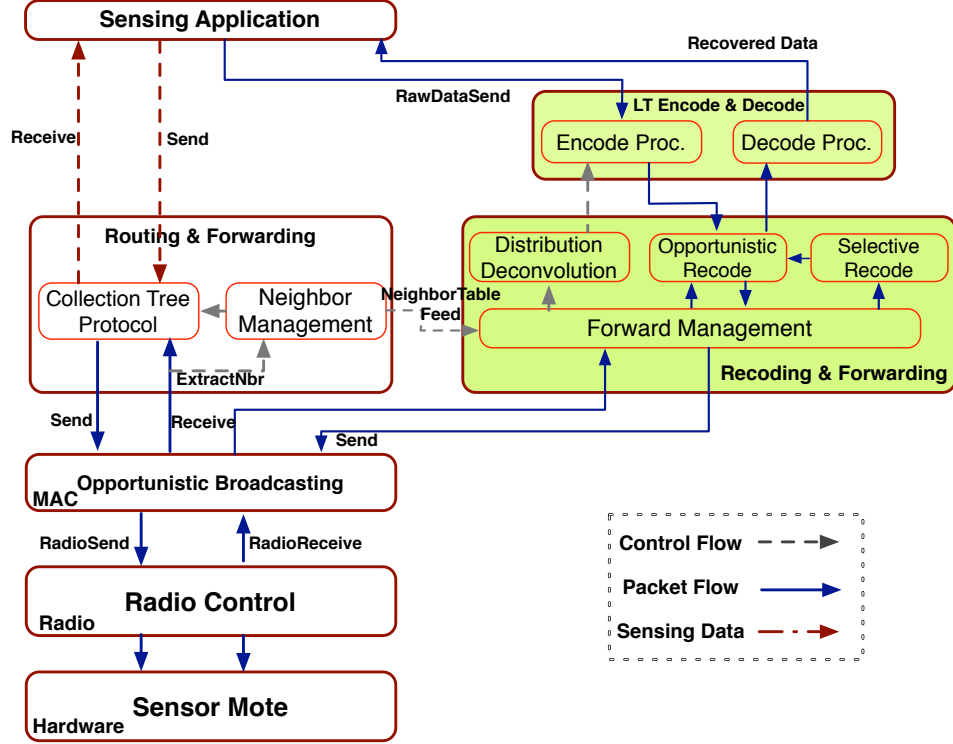 Sensing Application
Recovered Data
RawDataSend
LT Encode & Decode
Receive
Send
Encode Proc.
Decode Proc.
Routing & Forwarding
Distribution
Deconvolution
Opportunistic
Recode
Selective
Recode
Collection Tree
Protocol
Neighbor
Management
NeighborTable
Feed
Forward Management
ExtractNbr
Recoding & Forwarding
Send
Receive
Send
Opportunistic Broadcasting
MAC
RadioSend
RadioReceive
Control Flow
Packet Flow
Sensing Data
Radio Control
Radio
Sensor Mote
Hardware